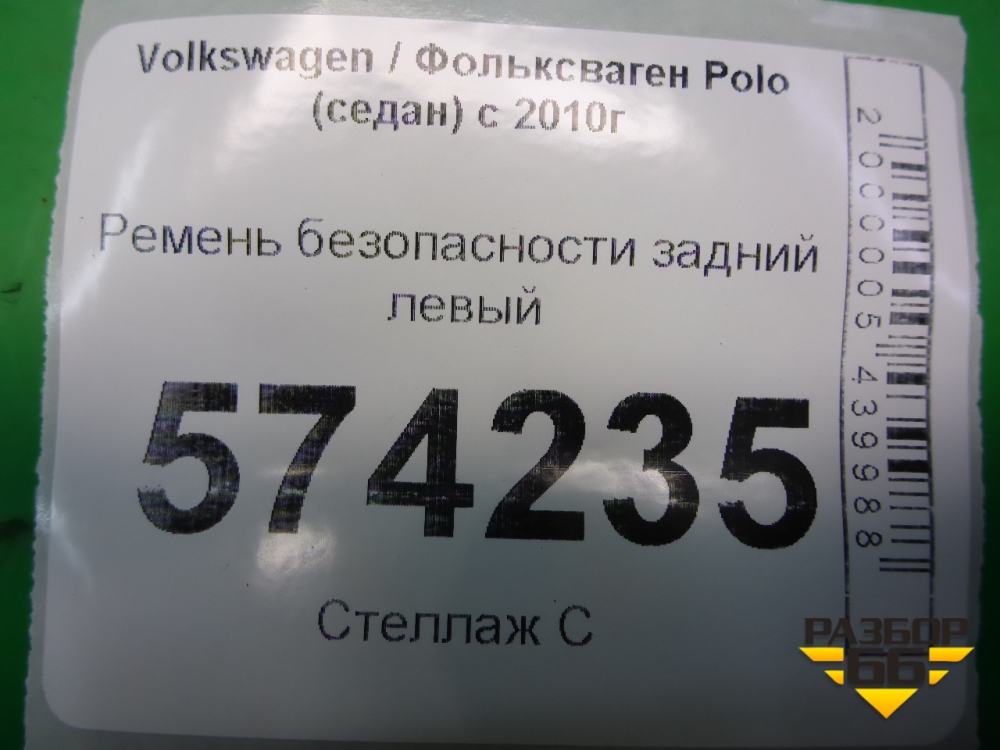 Volkswagen / Фольксваген Polo
(седан) с 2010г
Ремень безопасности задний
левый
574235
Стеллаж С
2000005439988
РАЗБОР
66